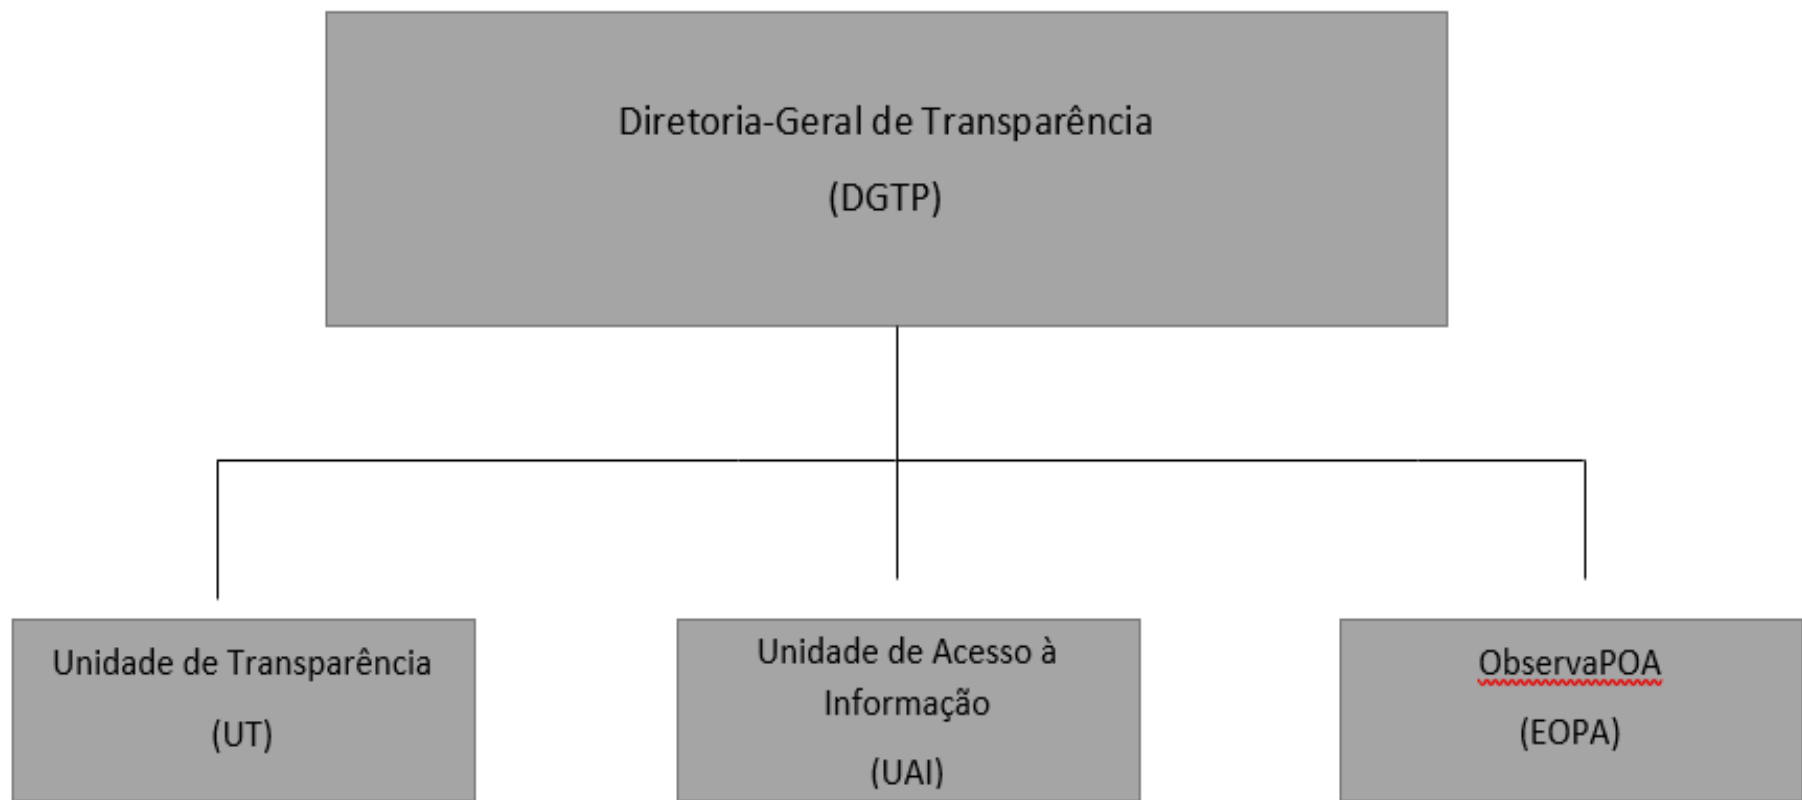 Diretoria-Geral de Transparência
(DGTP)
Unidade de Transparência
(UT)
Unidade de Acesso à
Informação
(UAI)
ObservaPOA
(EOPA)